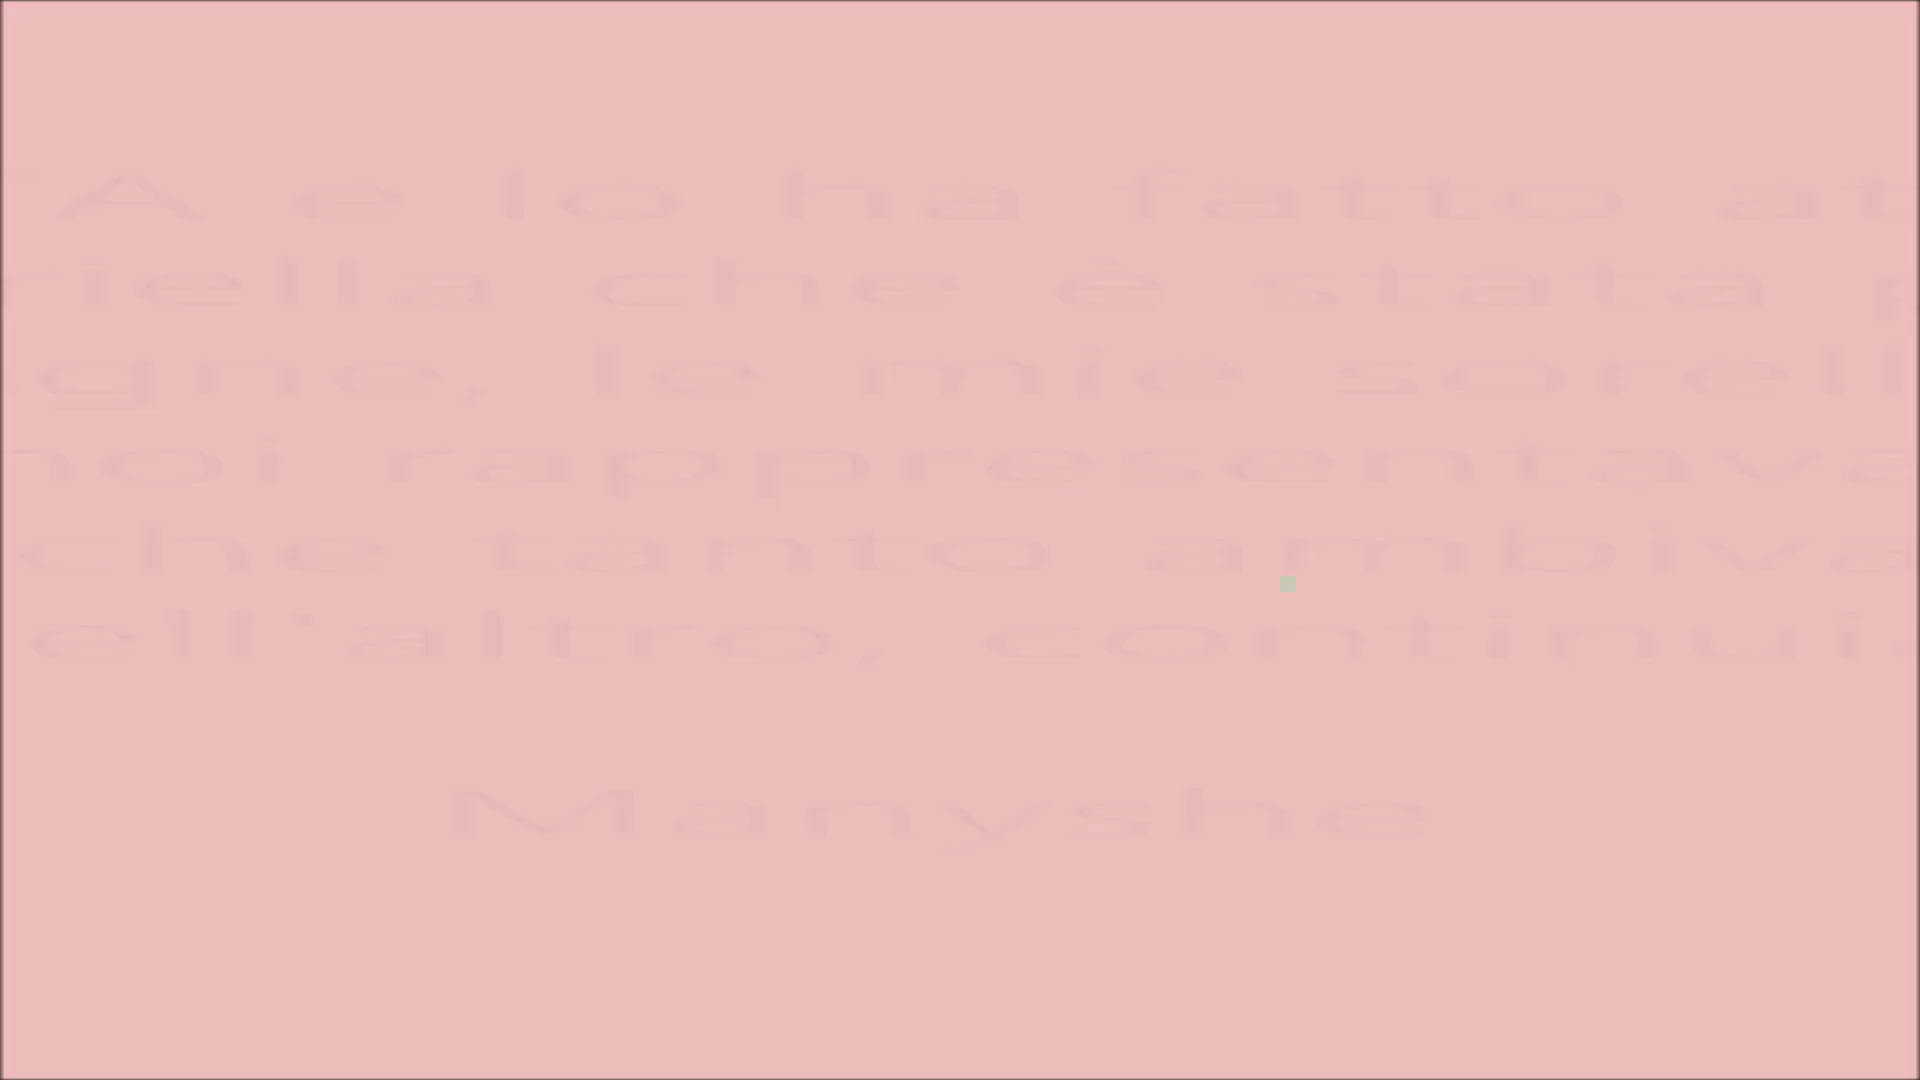 A e lo ha fatto at
riella che è stata
gne, le mie sorell
noi rappresentava
che tanto ambiva
ell'altro, continui
Manyshe